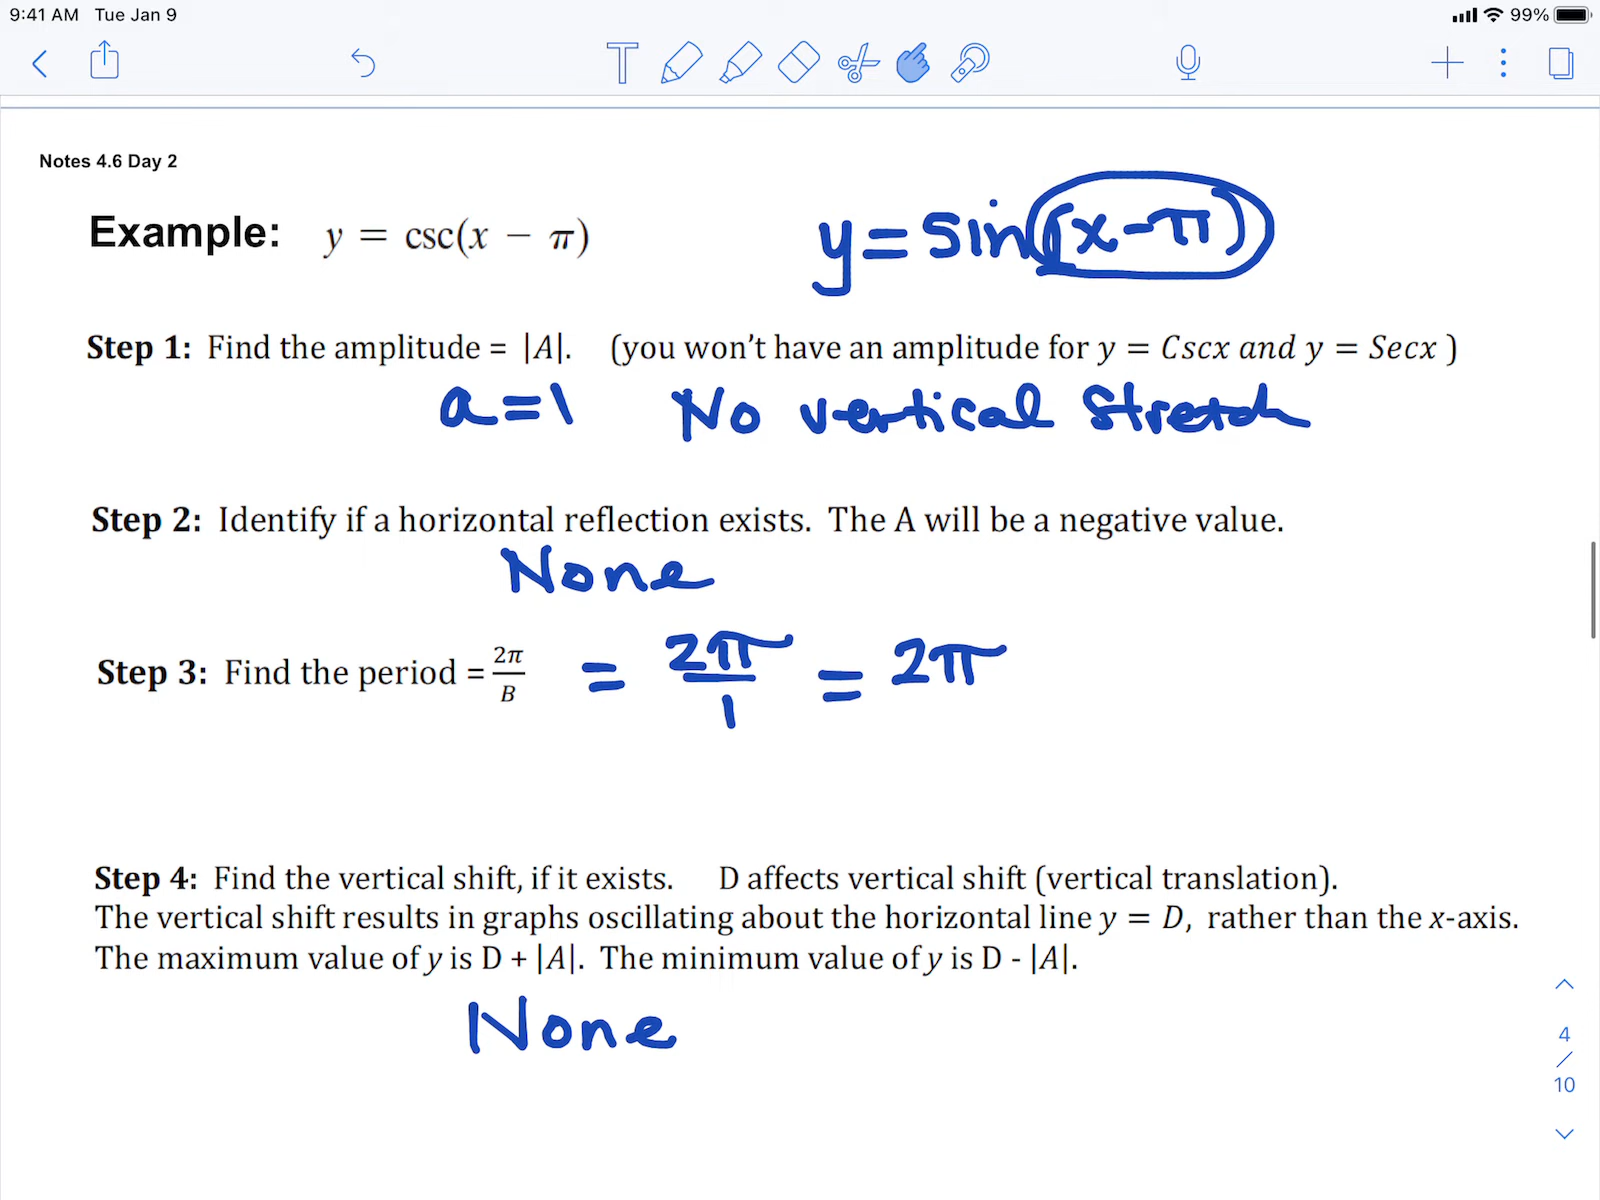 9:41 AM Tue Jan 9 99%
T
Notes 4.6 Day 2
Example: y = csc(x − π) y=sin(x-π)
Step 1: Find the amplitude = |A|. (you won’t have an amplitude for y = Cscx and y = Secx )
a=1 No vertical stretch
Step 2: Identify if a horizontal reflection exists. The A will be a negative value.
None
Step 3: Find the period = 2π/B = 2π/1 = 2π
Step 4: Find the vertical shift, if it exists. D affects vertical shift (vertical translation).
The vertical shift results in graphs oscillating about the horizontal line y = D, rather than the x-axis.
The maximum value of y is D + |A|. The minimum value of y is D - |A|.
None
4
/
10